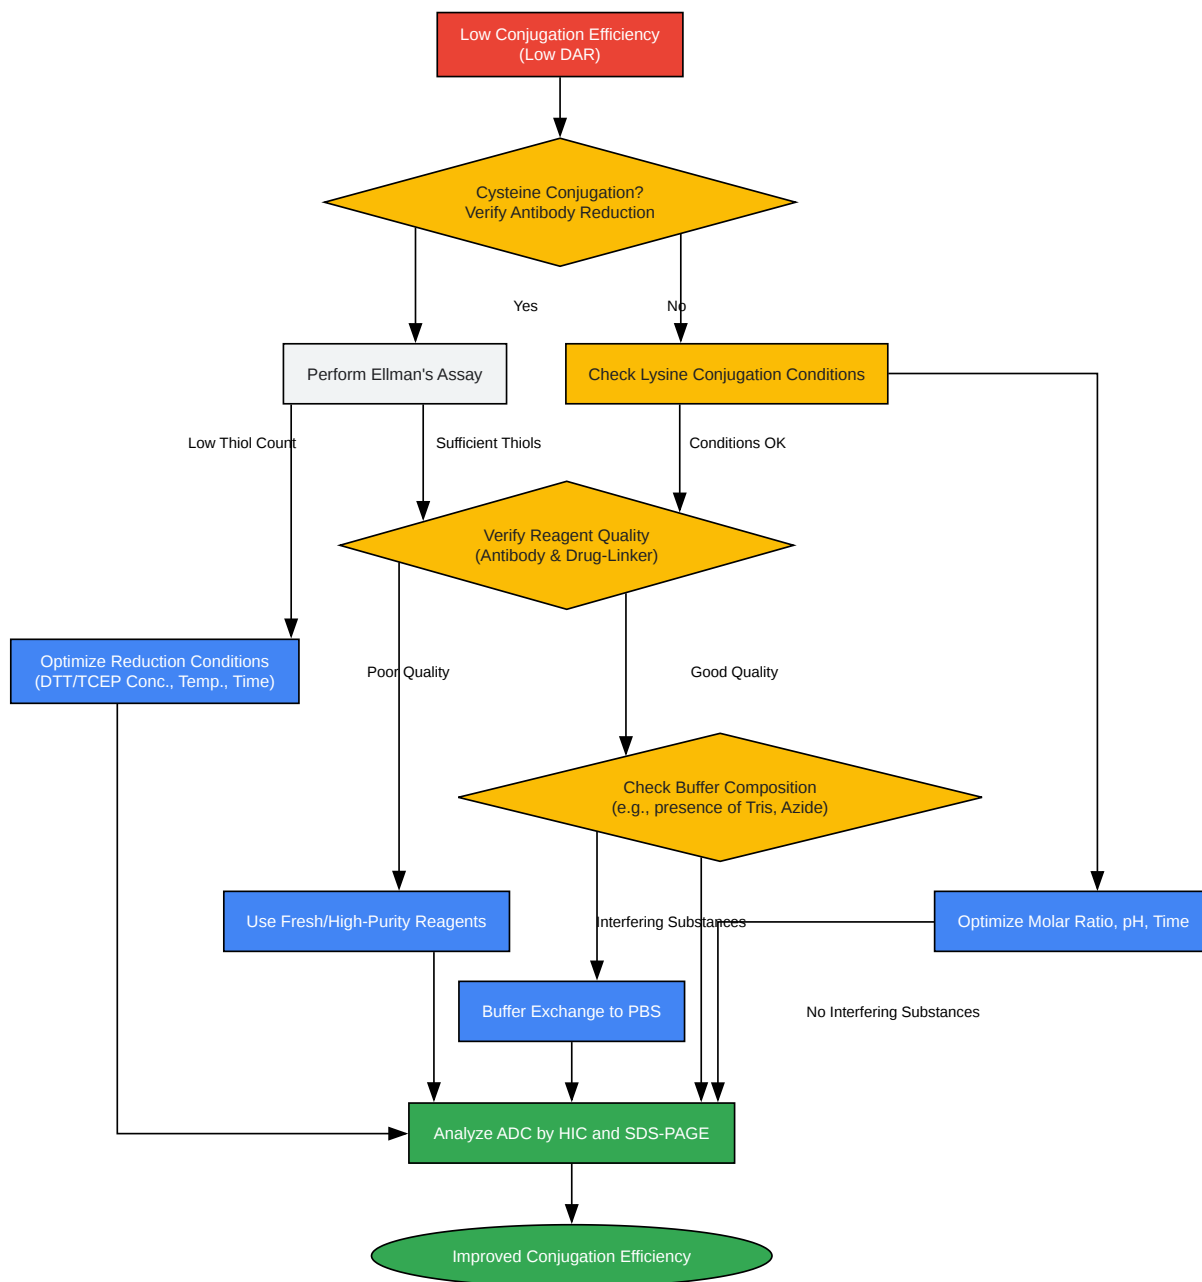 Low Conjugation Efficiency
(Low DAR)
Cysteine Conjugation?
Verify Antibody Reduction
Yes
No
Perform Ellman's Assay
Check Lysine Conjugation Conditions
Low Thiol Count
Sufficient Thiols
Conditions OK
Verify Reagent Quality
(Antibody & Drug-Linker)
Optimize Reduction Conditions
(DTT/TCEP Conc., Temp., Time)
Poor Quality
Good Quality
Check Buffer Composition
(e.g., presence of Tris, Azide)
Use Fresh/High-Purity Reagents
Interfering Substances
Optimize Molar Ratio, pH, Time
Buffer Exchange to PBS
No Interfering Substances
Analyze ADC by HIC and SDS-PAGE
Improved Conjugation Efficiency